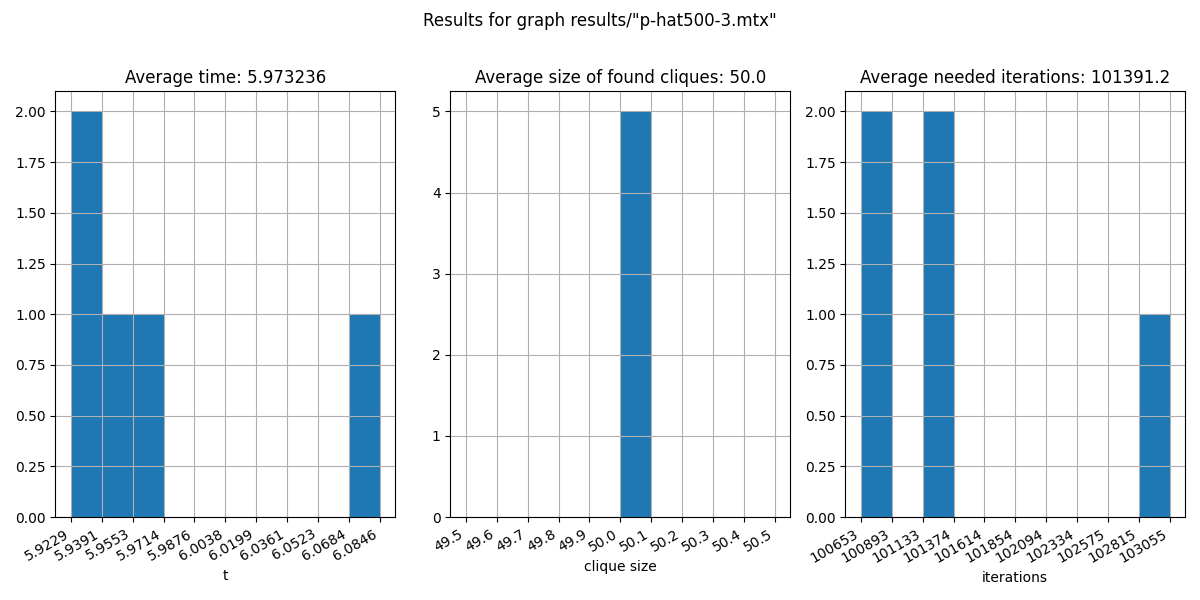 Results for graph results/"p-hat500-3.mtx"
Average time: 5.973236
2.00
1.75
1.50
1.25
1.00
0.75
0.50
0.25
0.00
5.9229 5.9391 5.9553 5.9714 5.9876 6.0038 6.0199 6.0361 6.0523 6.0684 6.0846
t
Average size of found cliques: 50.0
5
4
3
2
1
0
49.5 49.6 49.7 49.8 49.9 50.0 50.1 50.2 50.3 50.4 50.5
clique size
Average needed iterations: 101391.2
2.00
1.75
1.50
1.25
1.00
0.75
0.50
0.25
0.00
100653 100893 101133 101374 101614 101854 102094 102334 102575 102815 103055
iterations